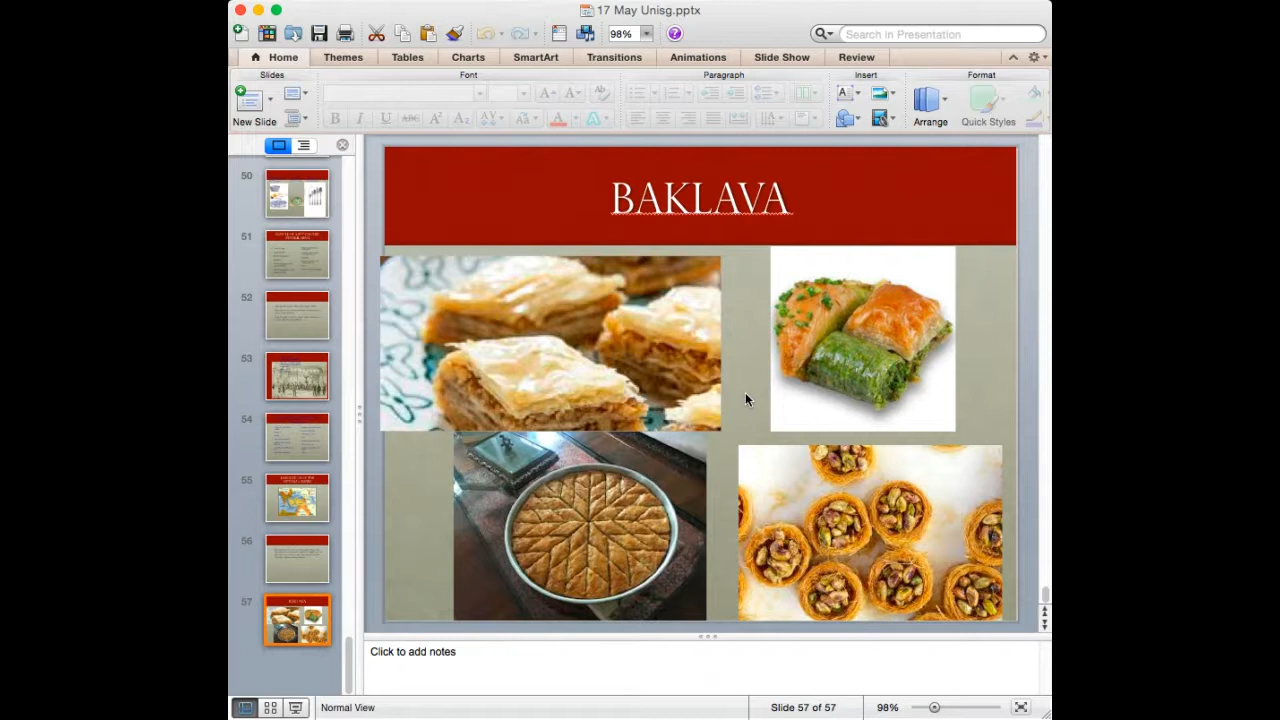 17 May Unisg.pptx
98%
Search in Presentation
Home
Themes
Tables
Charts
SmartArt
Transitions
Animations
Slide Show
Review
Slides
Font
Paragraph
Insert
Format
New Slide
Arrange
Quick Styles
50
51
52
53
54
55
56
57
BAKLAVA
Click to add notes
Normal View
Slide 57 of 57
98%